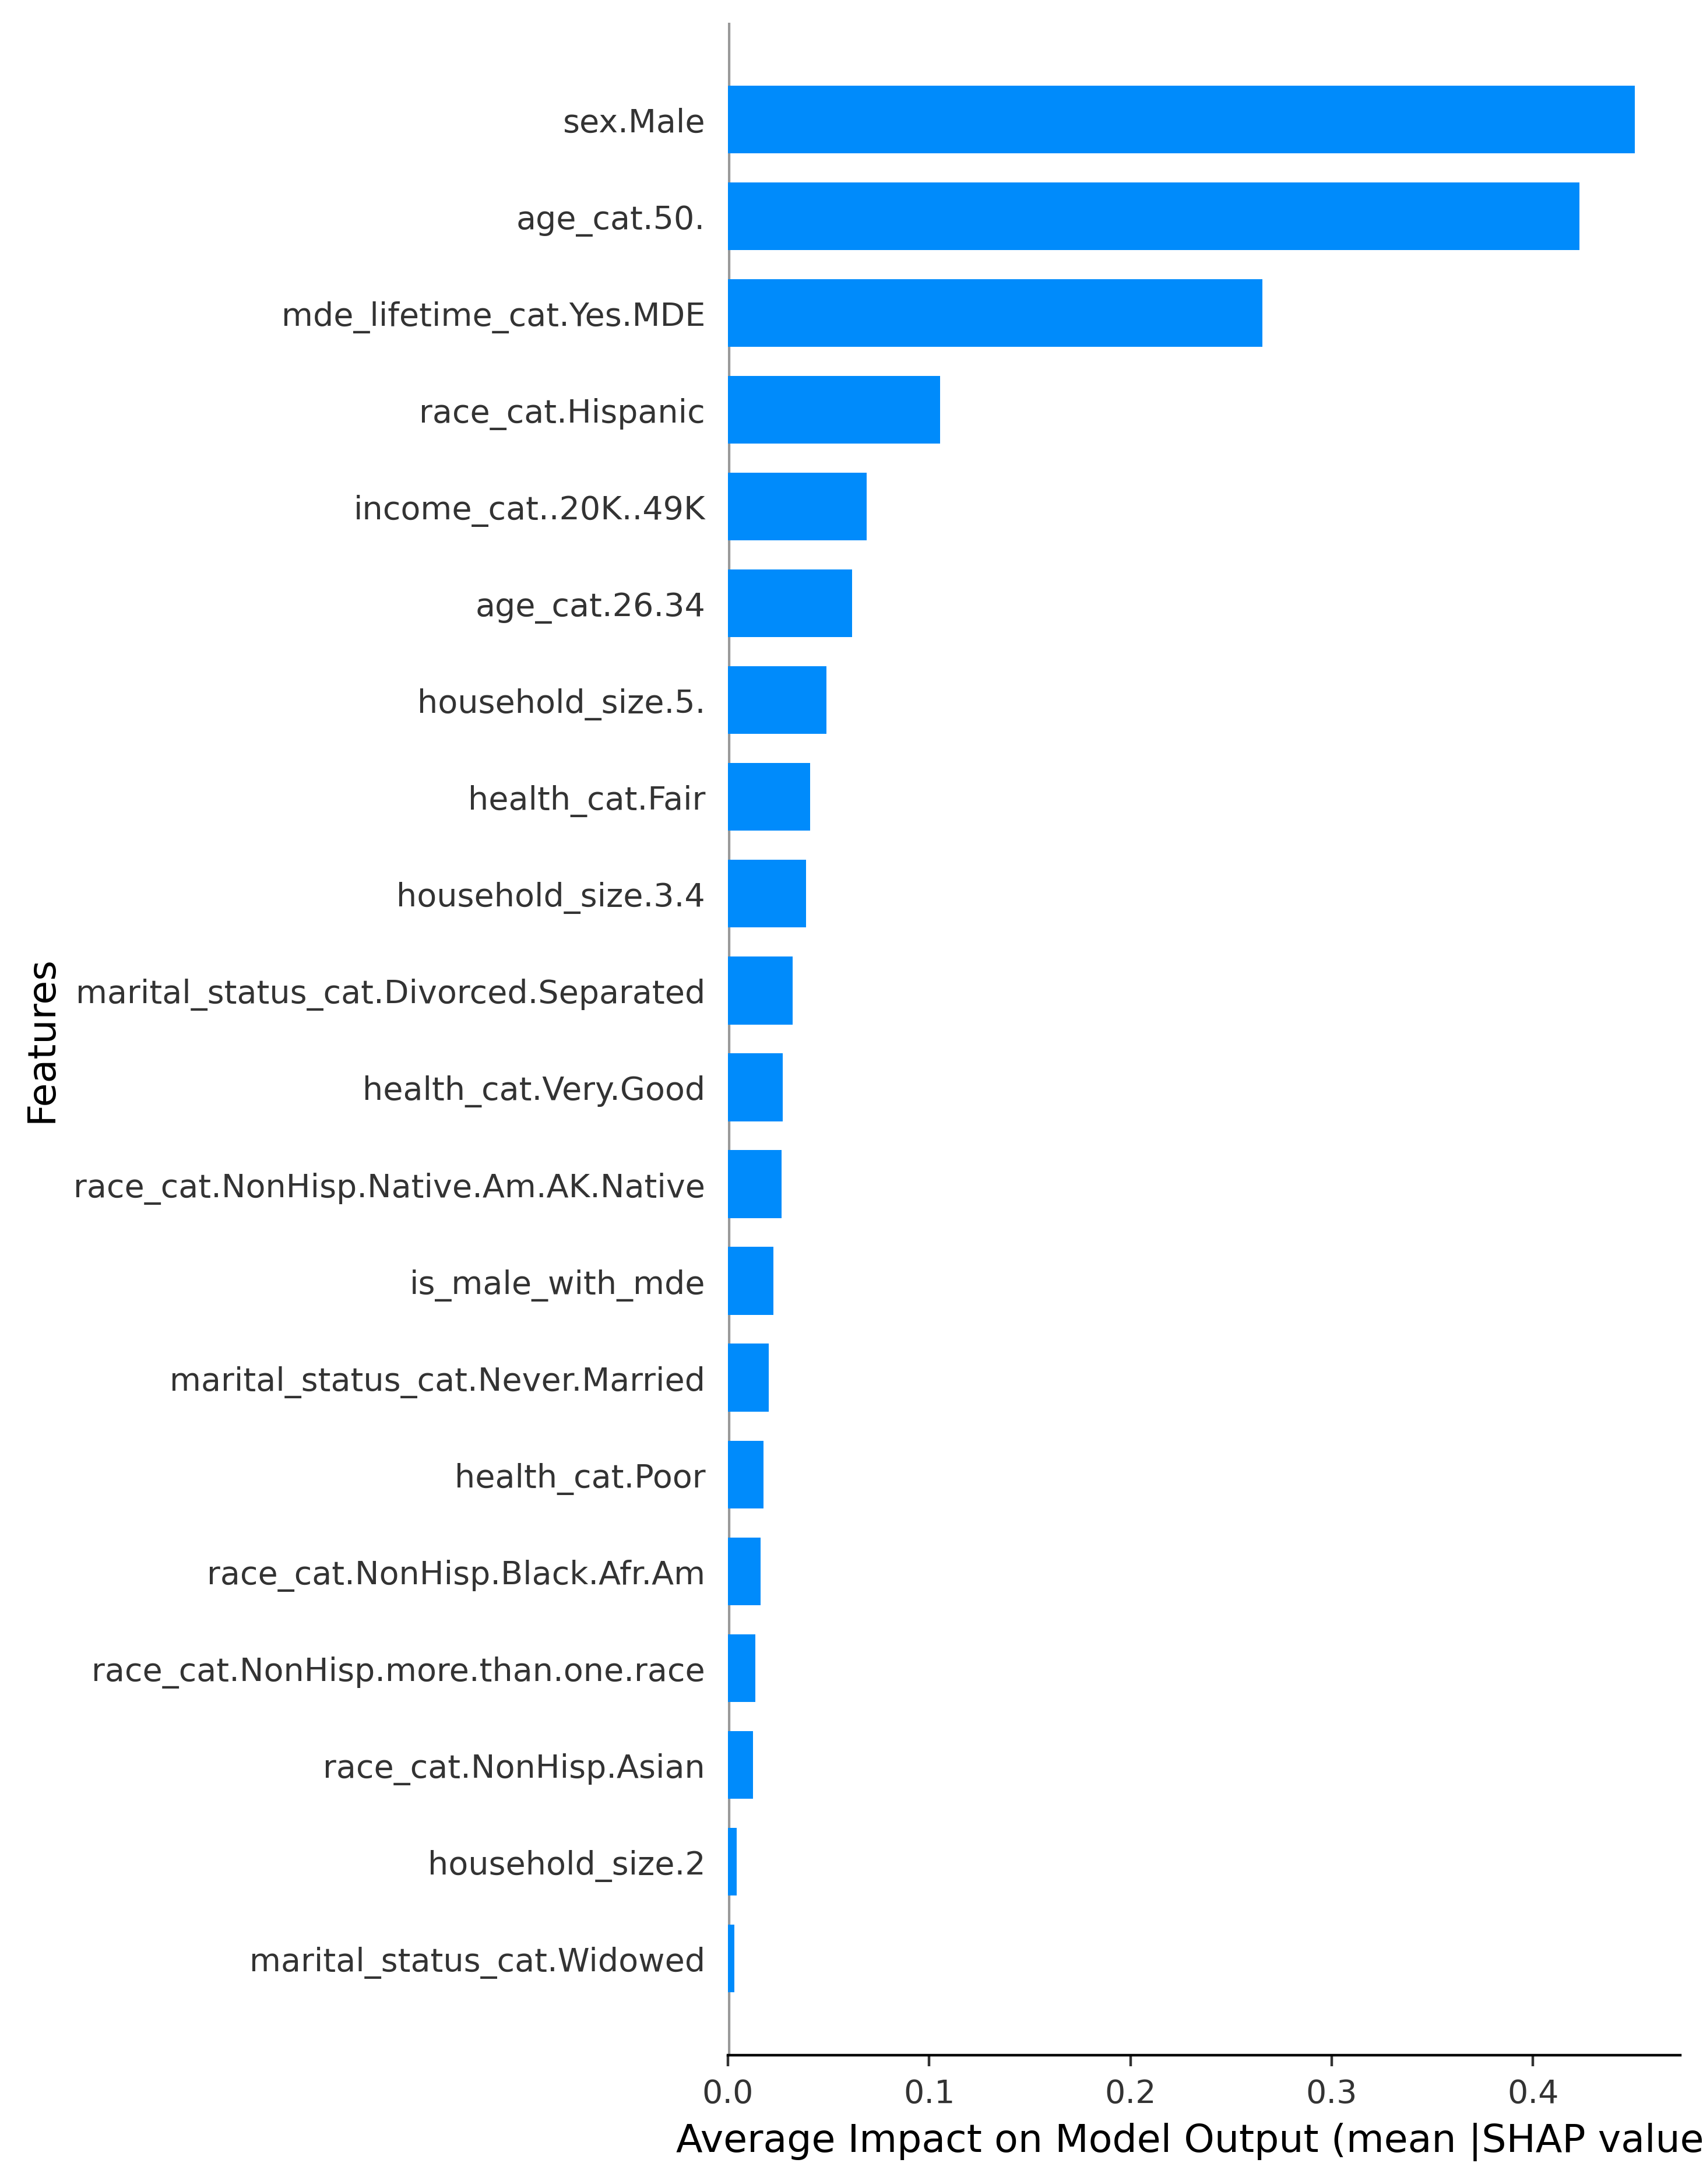 sex.Male
age_cat.50.
mde_lifetime_cat.Yes.MDE
race_cat.Hispanic
income_cat..20K..49K
age_cat.26.34
household_size.5.
health_cat.Fair
household_size.3.4
marital_status_cat.Divorced.Separated
health_cat.Very.Good
race_cat.NonHisp.Native.Am.AK.Native
is_male_with_mde
marital_status_cat.Never.Married
health_cat.Poor
race_cat.NonHisp.Black.Afr.Am
race_cat.NonHisp.more.than.one.race
race_cat.NonHisp.Asian
household_size.2
marital_status_cat.Widowed
Features
0.0 0.1 0.2 0.3 0.4
Average Impact on Model Output (mean |SHAP value